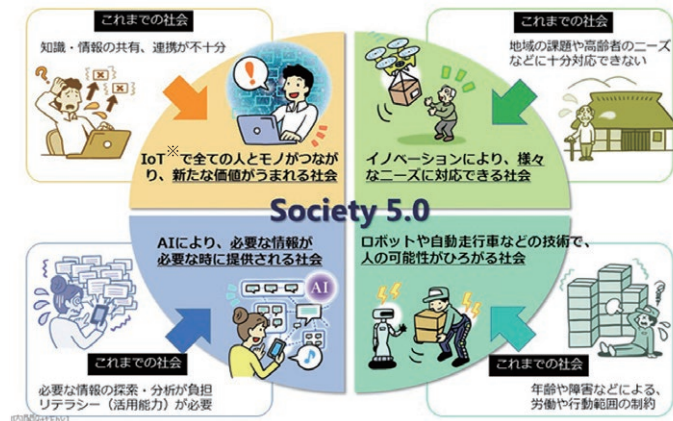 これまでの社会
知識・情報の共有、連携が不十分
IoT※で全ての人とモノがつなが
り、新たな価値がうまれる社会
これまでの社会
地域の課題や高齢者のニーズ
などに十分対応できない
イノベーションにより、様々
なニーズに対応できる社会
Society 5.0
AIにより、必要な情報が
必要な時に提供される社会
AI
これまでの社会
必要な情報の探索・分析が負担
リテラシー（活用能力）が必要
ロボットや自動走行車などの技術で、
人の可能性がひろがる社会
これまでの社会
年齢や障害などによる、
労働や行動範囲の制約